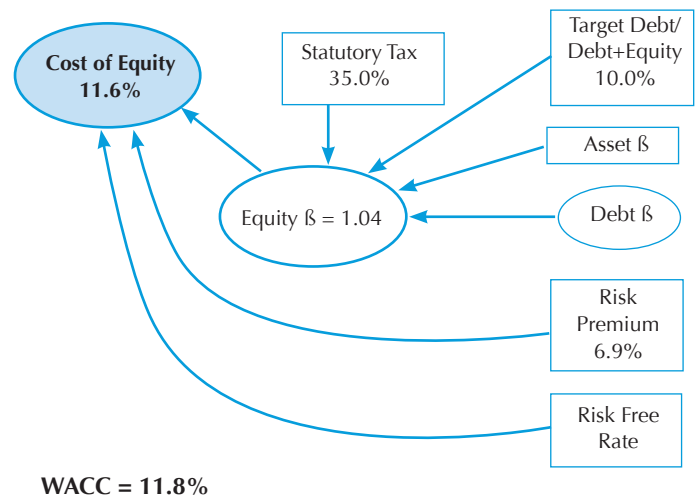 Cost of Equity
11.6%
Statutory Tax
35.0%
Target Debt/
Debt+Equity
10.0%
Asset ß
Equity ß = 1.04
Debt ß
Risk
Premium
6.9%
Risk Free
Rate
WACC = 11.8%